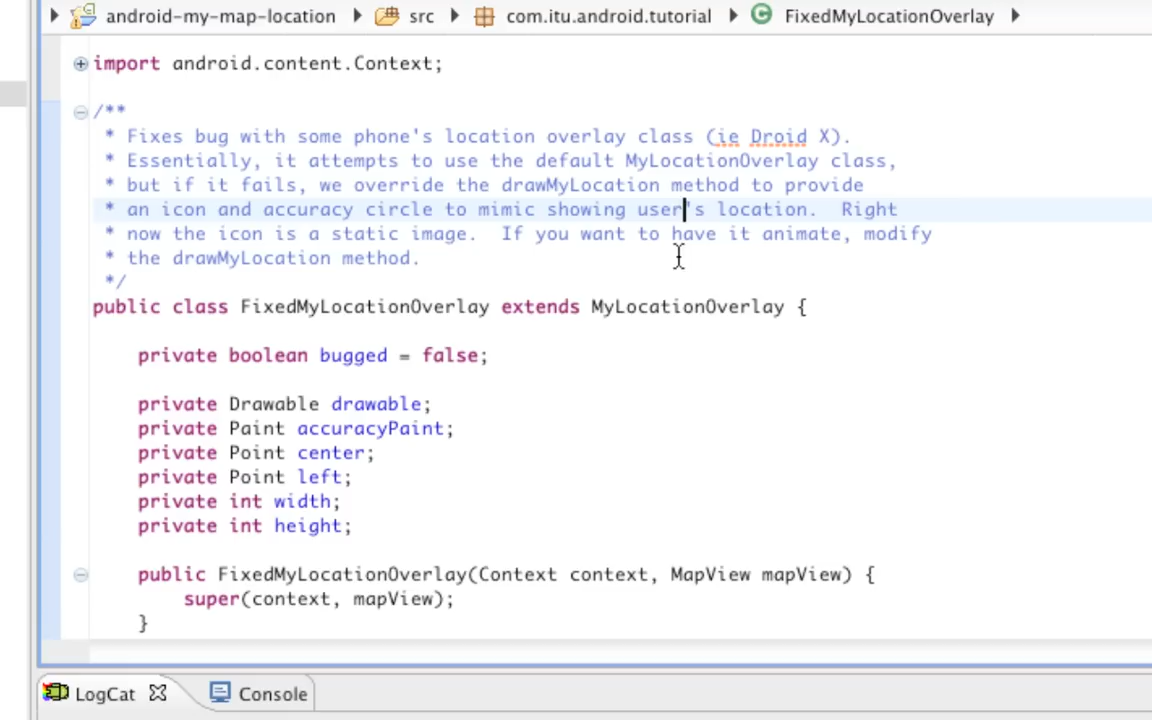 android-my-map-location src com.itu.android.tutorial FixedMyLocationOverlay
import android.content.Context;
/**
* Fixes bug with some phone's location overlay class (ie Droid X).
* Essentially, it attempts to use the default MyLocationOverlay class,
* but if it fails, we override the drawMyLocation method to provide
* an icon and accuracy circle to mimic showing user's location.  Right
* now the icon is a static image.  If you want to have it animate, modify
* the drawMyLocation method.
*/
public class FixedMyLocationOverlay extends MyLocationOverlay {
private boolean bugged = false;
private Drawable drawable;
private Paint accuracyPaint;
private Point center;
private Point left;
private int width;
private int height;
public FixedMyLocationOverlay(Context context, MapView mapView) {
super(context, mapView);
}
LogCat Console